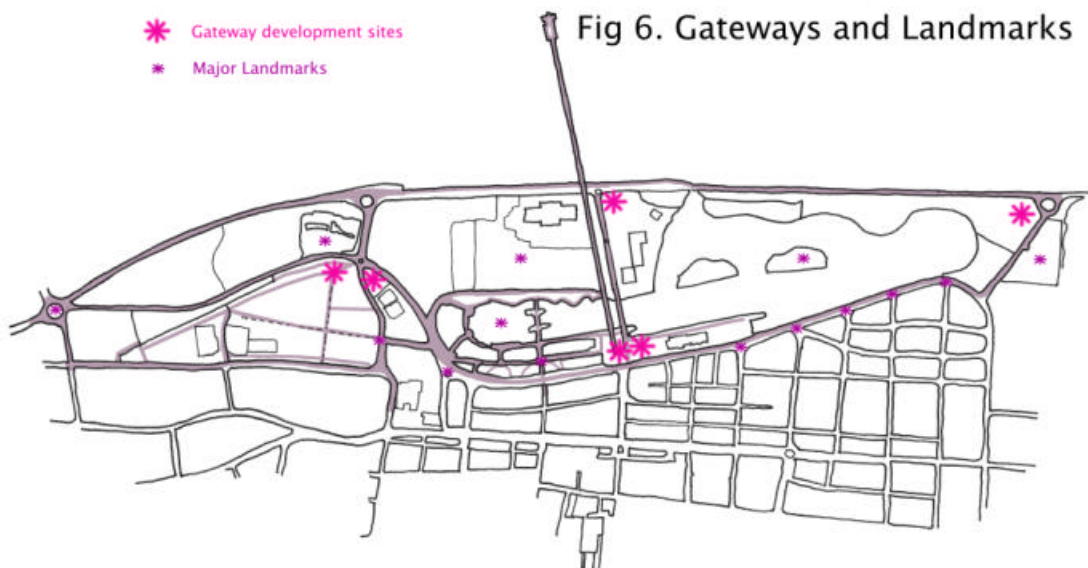 Fig 6. Gateways and Landmarks
Gateway development sites
Major Landmarks